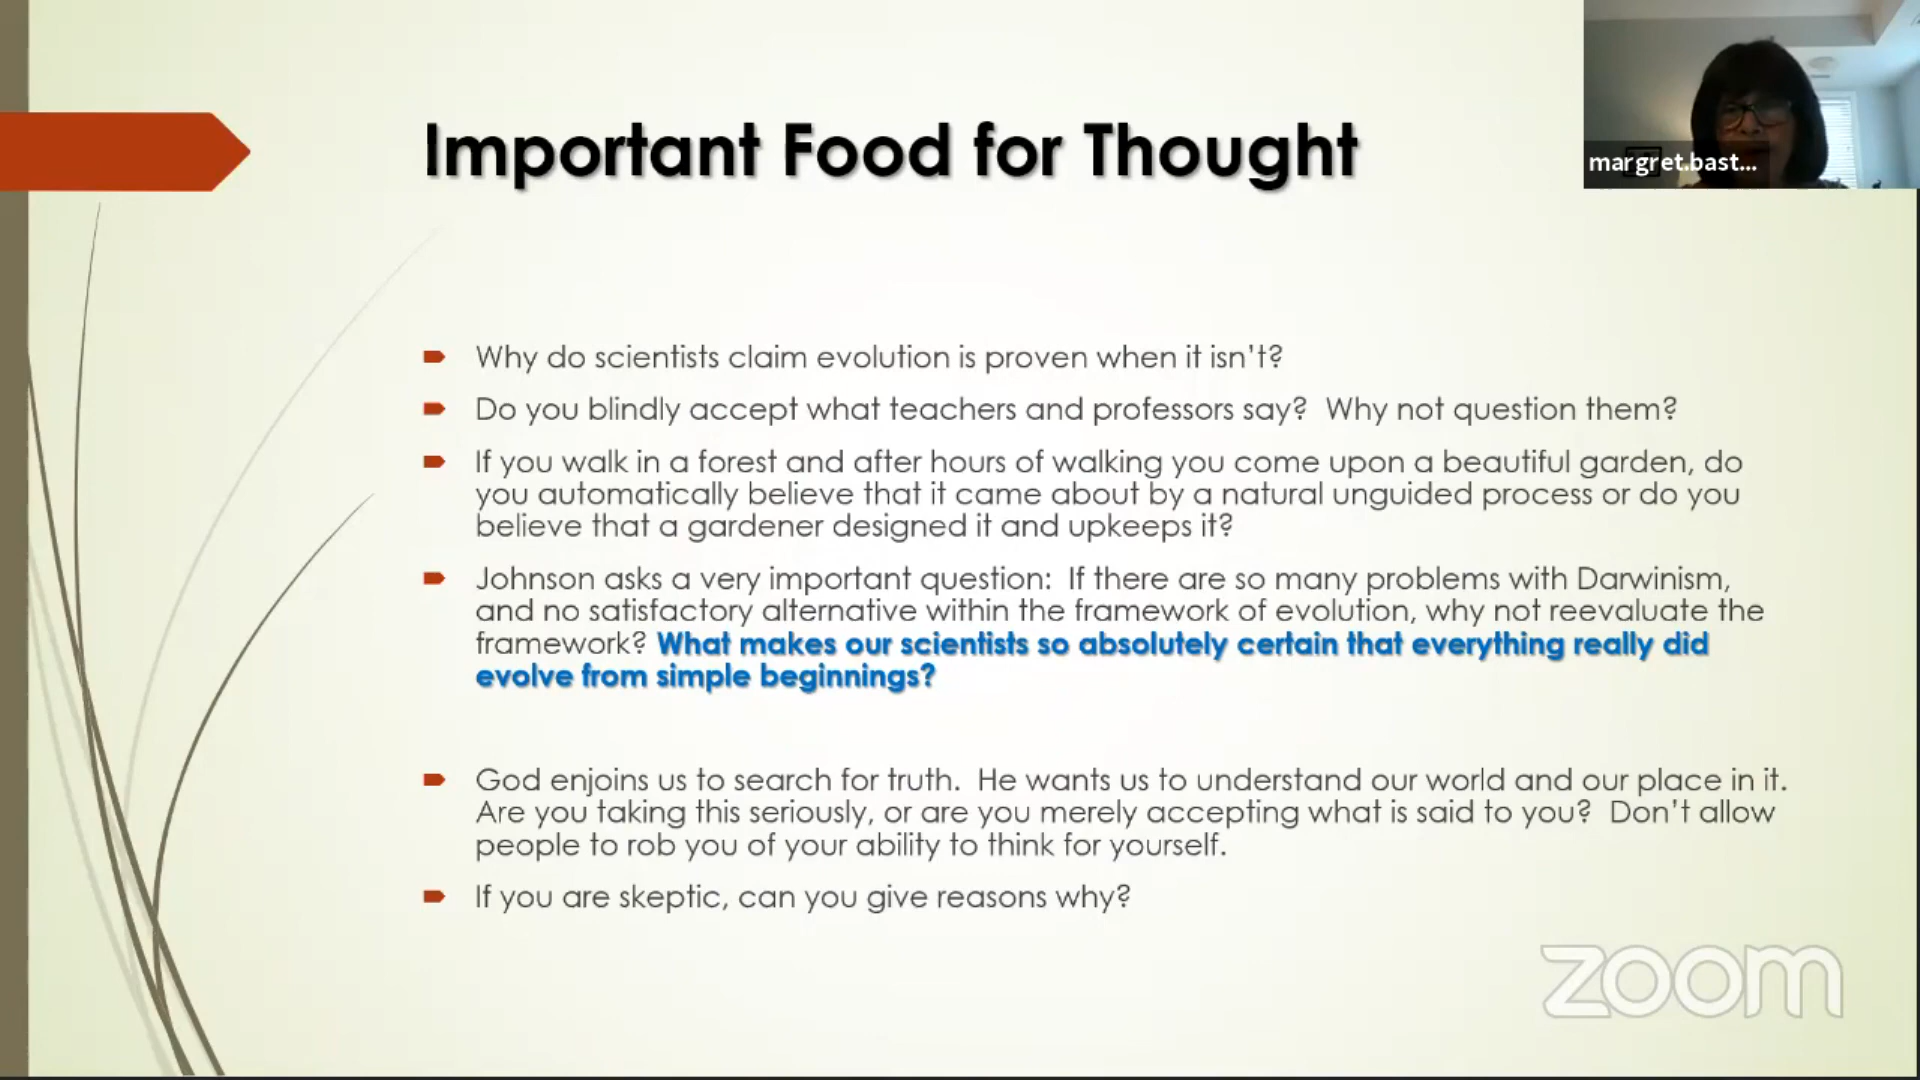 Important Food for Thought
margret.bast...
Why do scientists claim evolution is proven when it isn't?
Do you blindly accept what teachers and professors say?  Why not question them?
If you walk in a forest and after hours of walking you come upon a beautiful garden, do
you automatically believe that it came about by a natural unguided process or do you
believe that a gardener designed it and upkeeps it?
Johnson asks a very important question:  If there are so many problems with Darwinism,
and no satisfactory alternative within the framework of evolution, why not reevaluate the
framework? What makes our scientists so absolutely certain that everything really did
evolve from simple beginnings?
God enjoins us to search for truth.  He wants us to understand our world and our place in it.
Are you taking this seriously, or are you merely accepting what is said to you?  Don't allow
people to rob you of your ability to think for yourself.
If you are skeptic, can you give reasons why?
zoom